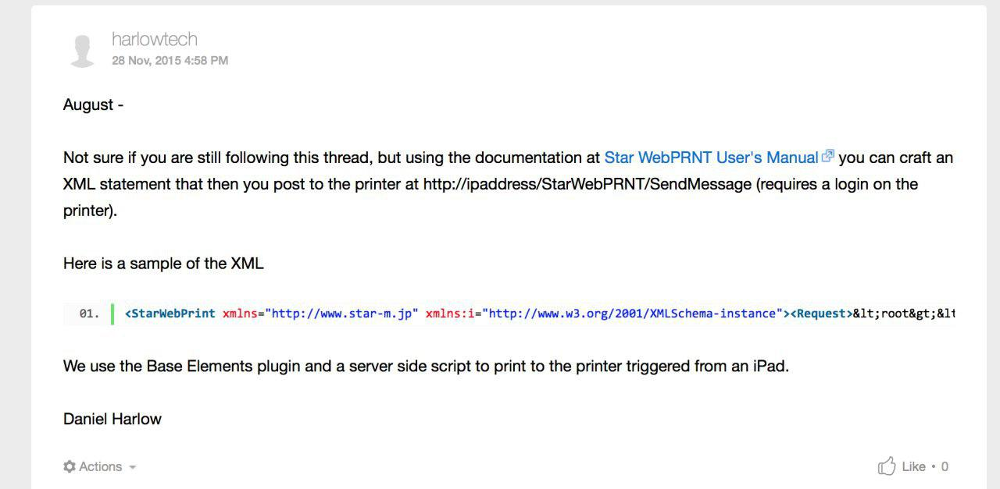 harlowtech
28 Nov, 2015 4:58 PM
August -
Not sure if you are still following this thread, but using the documentation at Star WebPRNT User's Manual you can craft an
XML statement that then you post to the printer at http://ipaddress/StarWebPRNT/SendMessage (requires a login on the
printer).
Here is a sample of the XML
01. <StarWebPrint xmlns="http://www.star-m.jp" xmlns:i="http://www.w3.org/2001/XMLSchema-instance"><Request>&lt;root&gt;&lt
We use the Base Elements plugin and a server side script to print to the printer triggered from an iPad.
Daniel Harlow
Actions
Like • 0